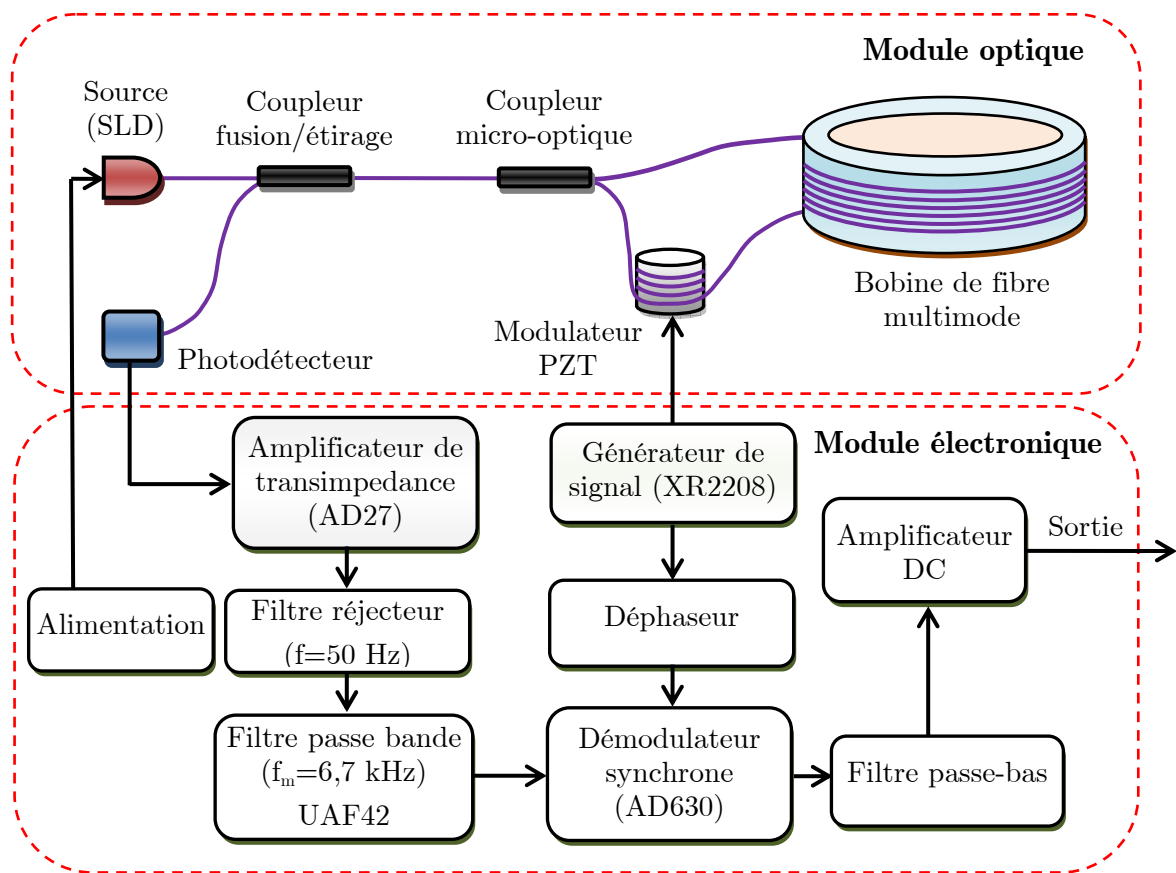 Module optique
Source
(SLD)
Coupleur
fusion/étirage
Coupleur
micro-optique
Bobine de fibre
multimode
Modulateur
PZT
Photodétecteur
Module électronique
Amplificateur de
transimpedance
(AD27)
Générateur de
signal (XR2208)
Amplificateur
DC
Sortie
Alimentation
Filtre réjecteur
(f=50 Hz)
Déphaseur
Filtre passe bande
(fₘ=6,7 kHz)
UAF42
Démodulateur
synchrone
(AD630)
Filtre passe-bas